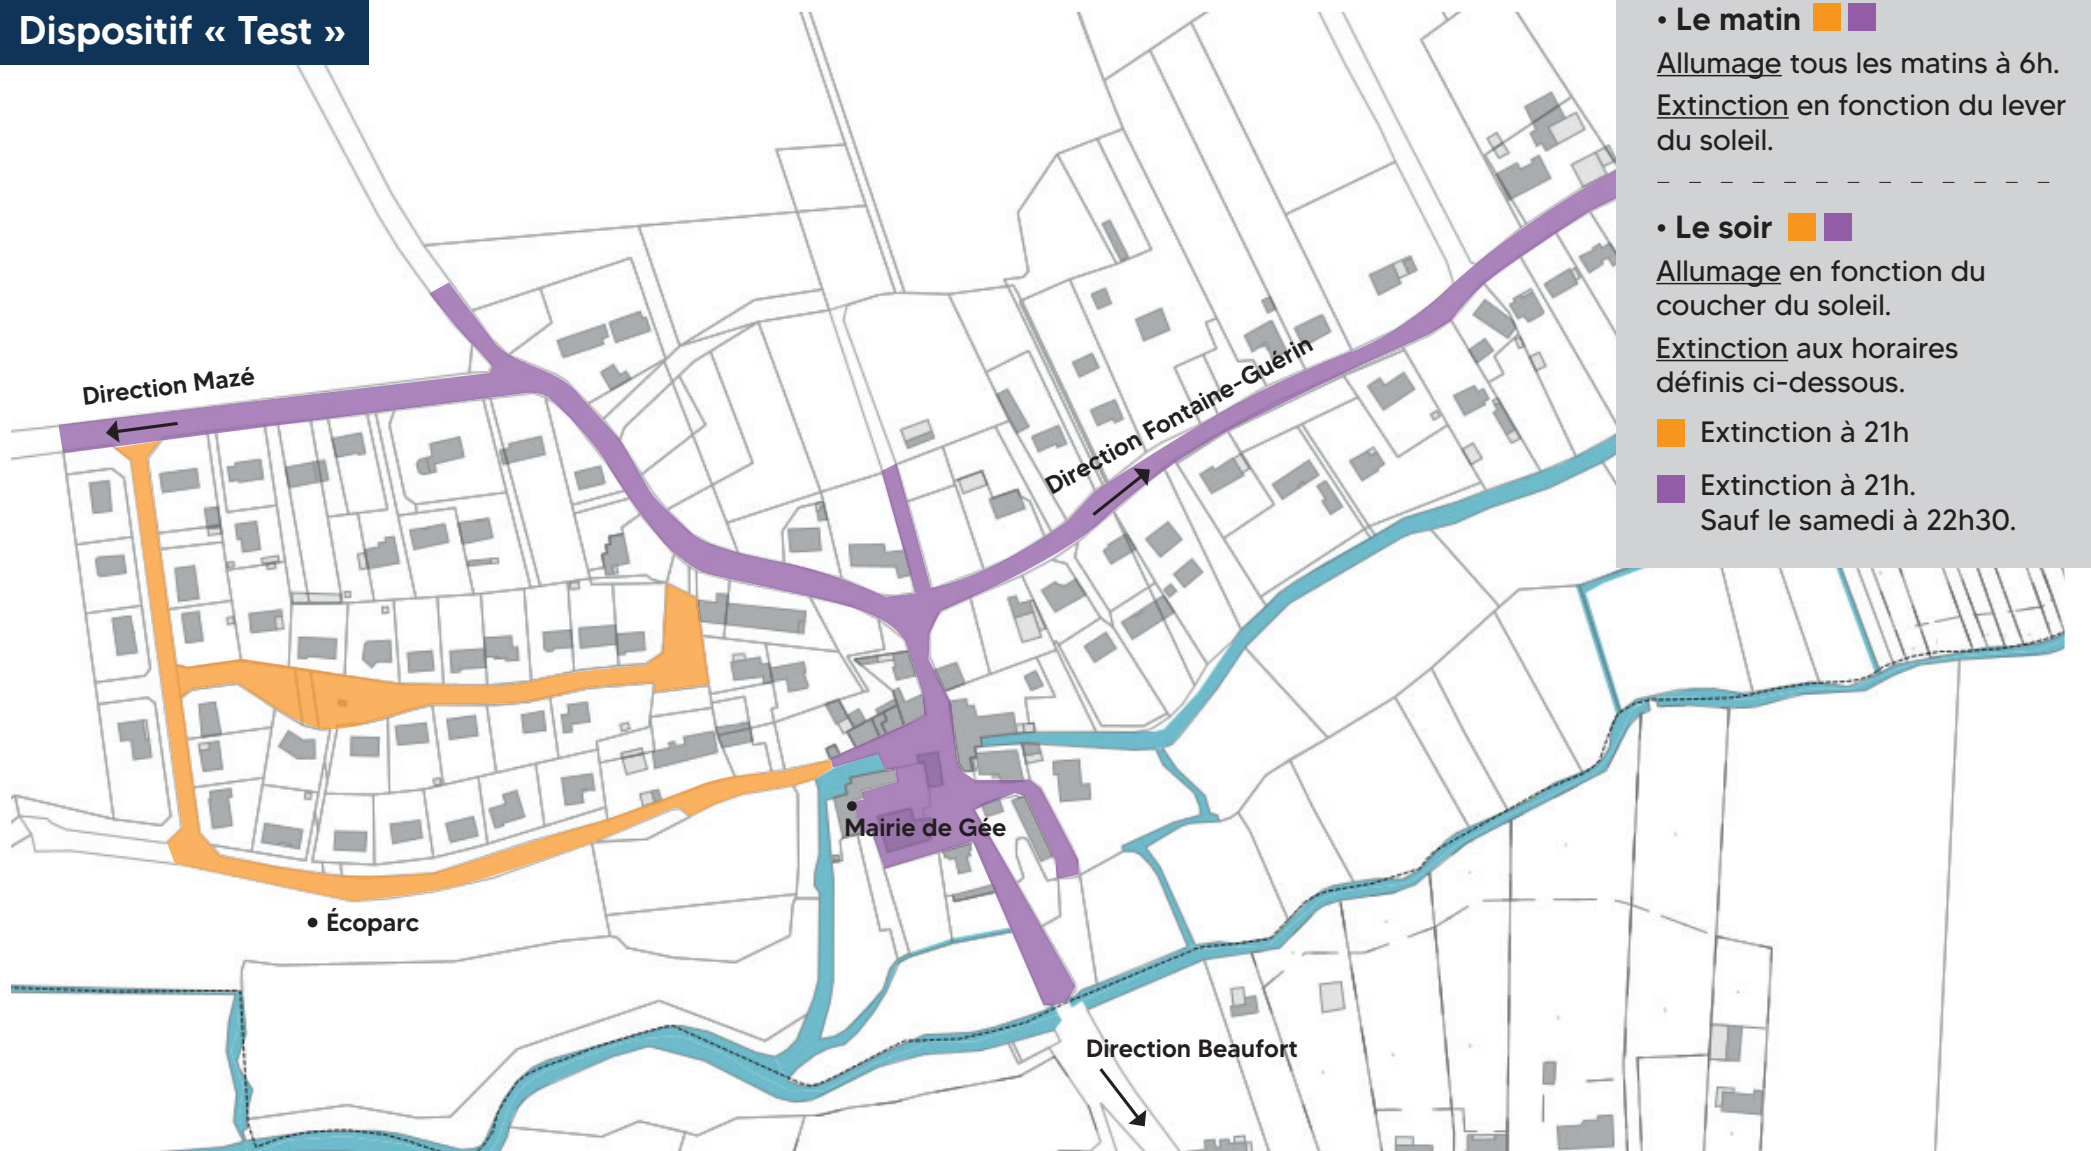 Dispositif « Test »
• Le matin
Allumage tous les matins à 6h.
Extinction en fonction du lever
du soleil.
• Le soir
Allumage en fonction du
coucher du soleil.
Extinction aux horaires
définis ci-dessous.
Extinction à 21h
Extinction à 21h.
Sauf le samedi à 22h30.
Direction Mazé
Direction Fontaine-Guérin
Mairie de Gée
• Écoparc
Direction Beaufort